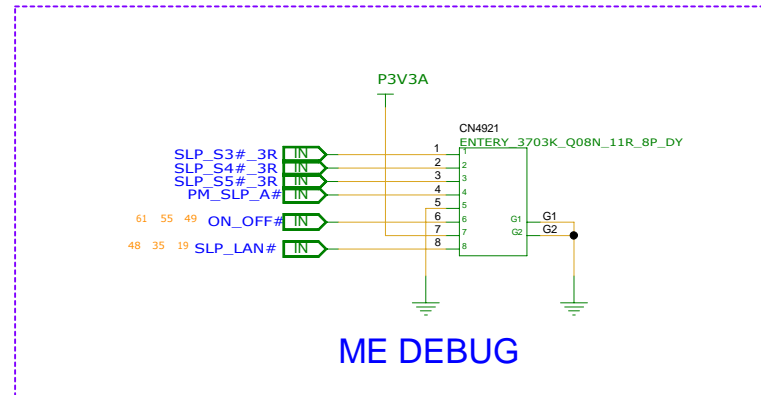 P3V3A
CN4921
ENTERY_3703K_Q08N_11R_8P_DY
SLP_S3#_3R IN 1 1
SLP_S4#_3R IN 2 2
SLP_S5#_3R IN 3 3
PM_SLP_A# IN 4 4
5 5
61 55 49 ON_OFF# IN 6 6 G1 G1
7 7 G2 G2
48 35 19 SLP_LAN# IN 8 8
ME DEBUG